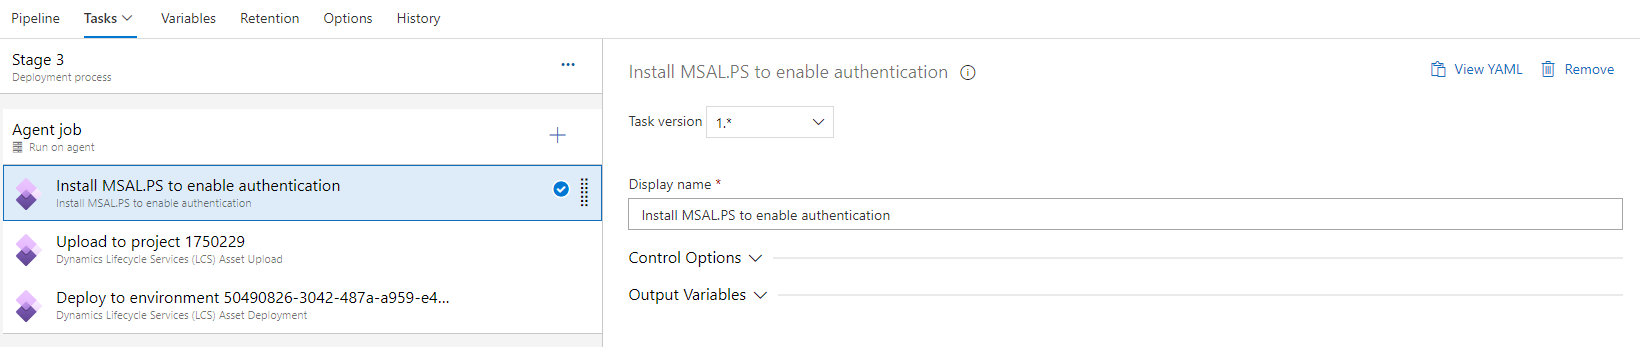 Pipeline Tasks Variables Retention Options History
Stage 3
Deployment process
Agent job
Run on agent
Install MSAL.PS to enable authentication
Install MSAL.PS to enable authentication
Upload to project 1750229
Dynamics Lifecycle Services (LCS) Asset Upload
Deploy to environment 50490826-3042-487a-a959-e4...
Dynamics Lifecycle Services (LCS) Asset Deployment
Install MSAL.PS to enable authentication
View YAML Remove
Task version 1.*
Display name *
Install MSAL.PS to enable authentication
Control Options
Output Variables